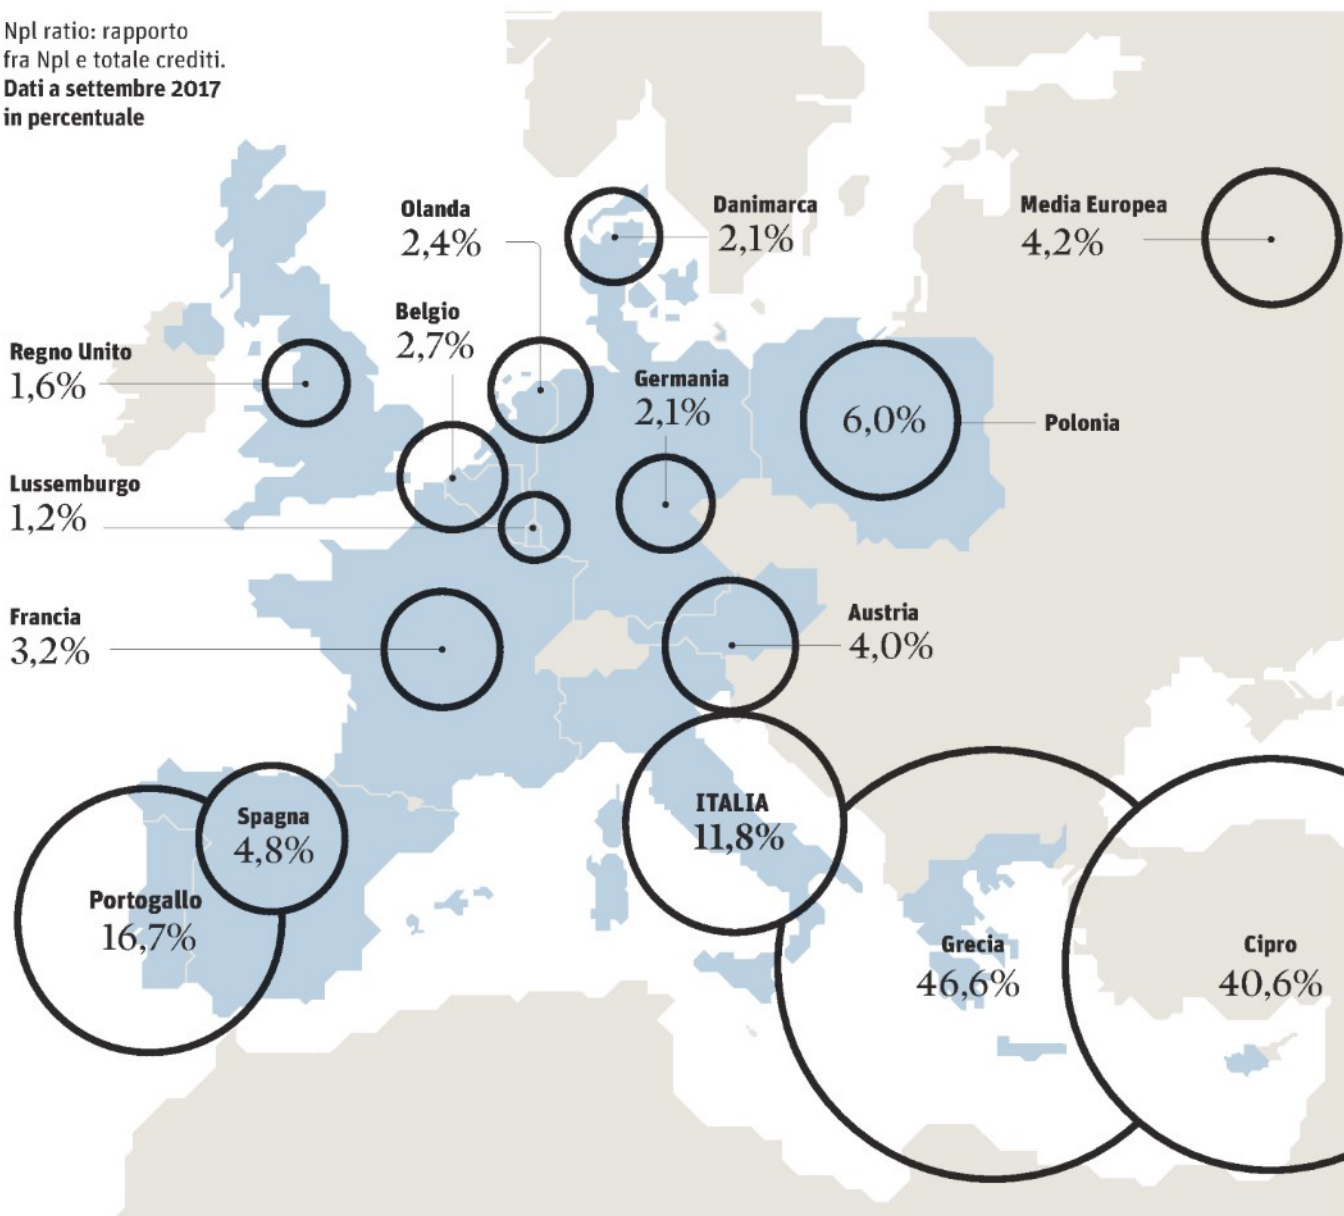 Npl ratio: rapporto
fra Npl e totale crediti.
Dati a settembre 2017
in percentuale
Olanda
2,4%
Danimarca
2,1%
Media Europea
4,2%
Belgio
2,7%
Regno Unito
1,6%
Germania
2,1%
6,0%
Polonia
Lussemburgo
1,2%
Francia
3,2%
Austria
4,0%
ITALIA
11,8%
Spagna
4,8%
Portogallo
16,7%
Grecia
46,6%
Cipro
40,6%